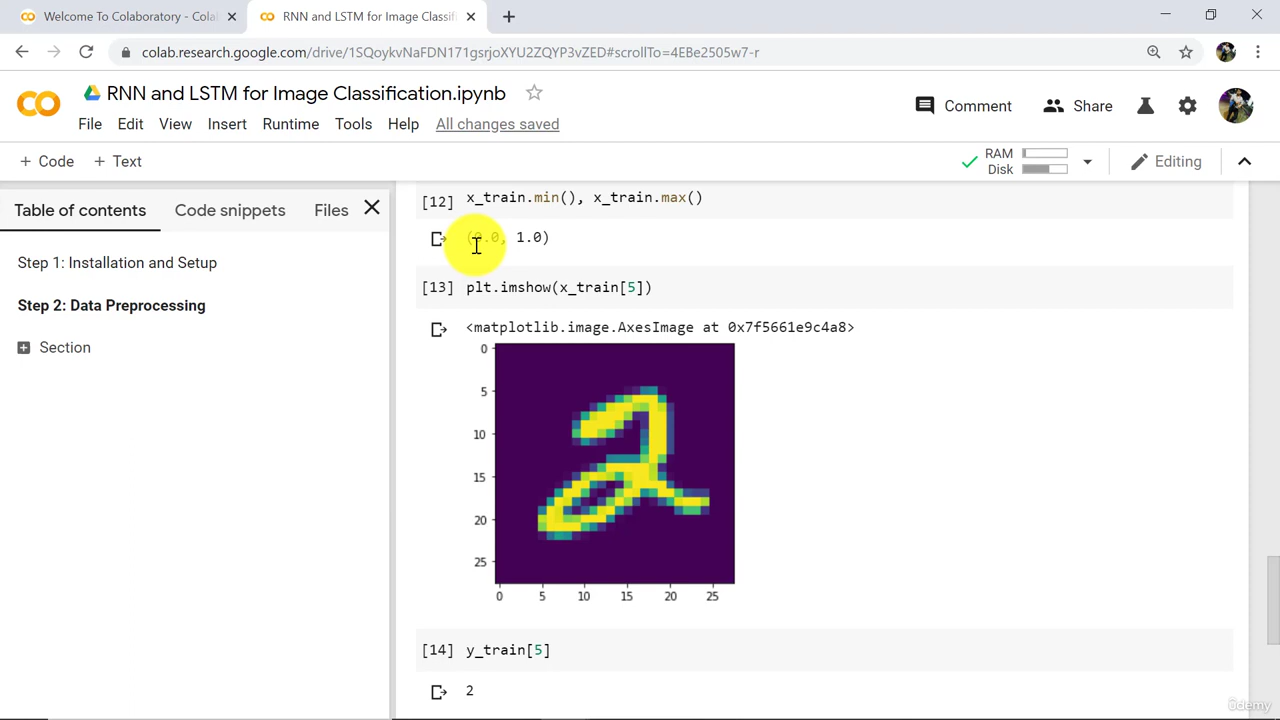 Welcome To Colaboratory - Cola
RNN and LSTM for Image Classifi
colab.research.google.com/drive/1SQoykvNaFDN171gsrjoXYU2ZQYP3vZED#scrollTo=4EBe2505w7-r
RNN and LSTM for Image Classification.ipynb
Comment
Share
File Edit View Insert Runtime Tools Help All changes saved
+ Code + Text
RAM
Disk
Editing
Table of contents Code snippets Files
Step 1: Installation and Setup
Step 2: Data Preprocessing
Section
[12] x_train.min(), x_train.max()
(0.0, 1.0)
[13] plt.imshow(x_train[5])
<matplotlib.image.AxesImage at 0x7f5661e9c4a8>
0
5
10
15
20
25
0 5 10 15 20 25
[14] y_train[5]
2
ûdemy